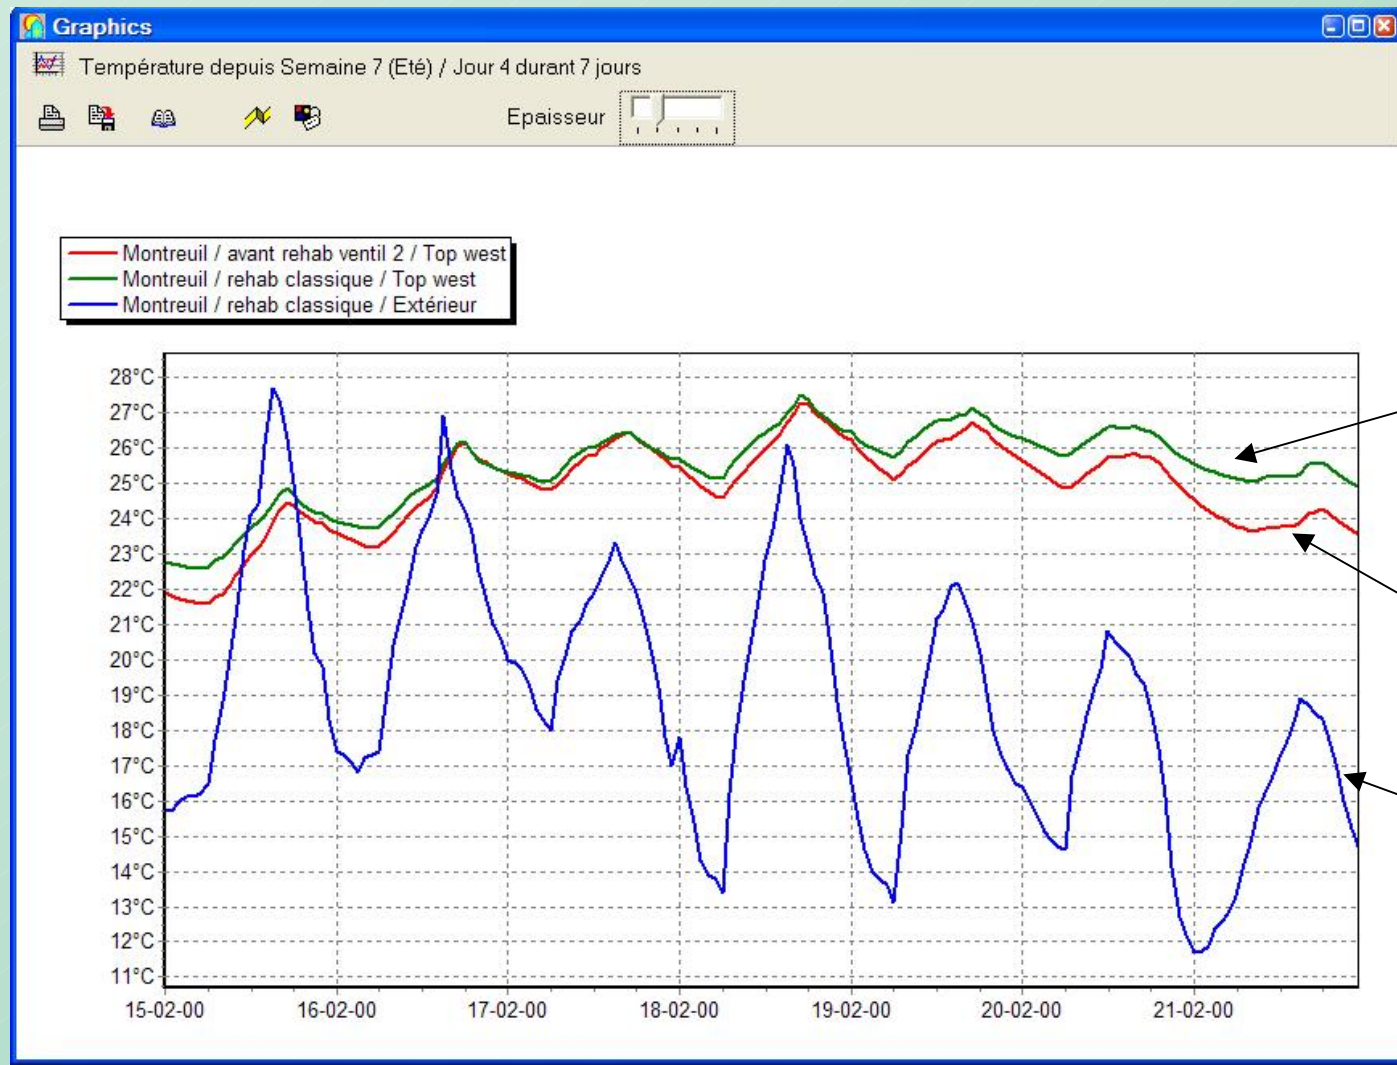 Graphics
Température depuis Semaine 7 (Eté) / Jour 4 durant 7 jours
Epaisseur
Montreuil / avant rehab ventil 2 / Top west
Montreuil / rehab classique / Top west
Montreuil / rehab classique / Extérieur
28°C
27°C
26°C
25°C
24°C
23°C
22°C
21°C
20°C
19°C
18°C
17°C
16°C
15°C
14°C
13°C
12°C
11°C
15-02-00 16-02-00 17-02-00 18-02-00 19-02-00 20-02-00 21-02-00